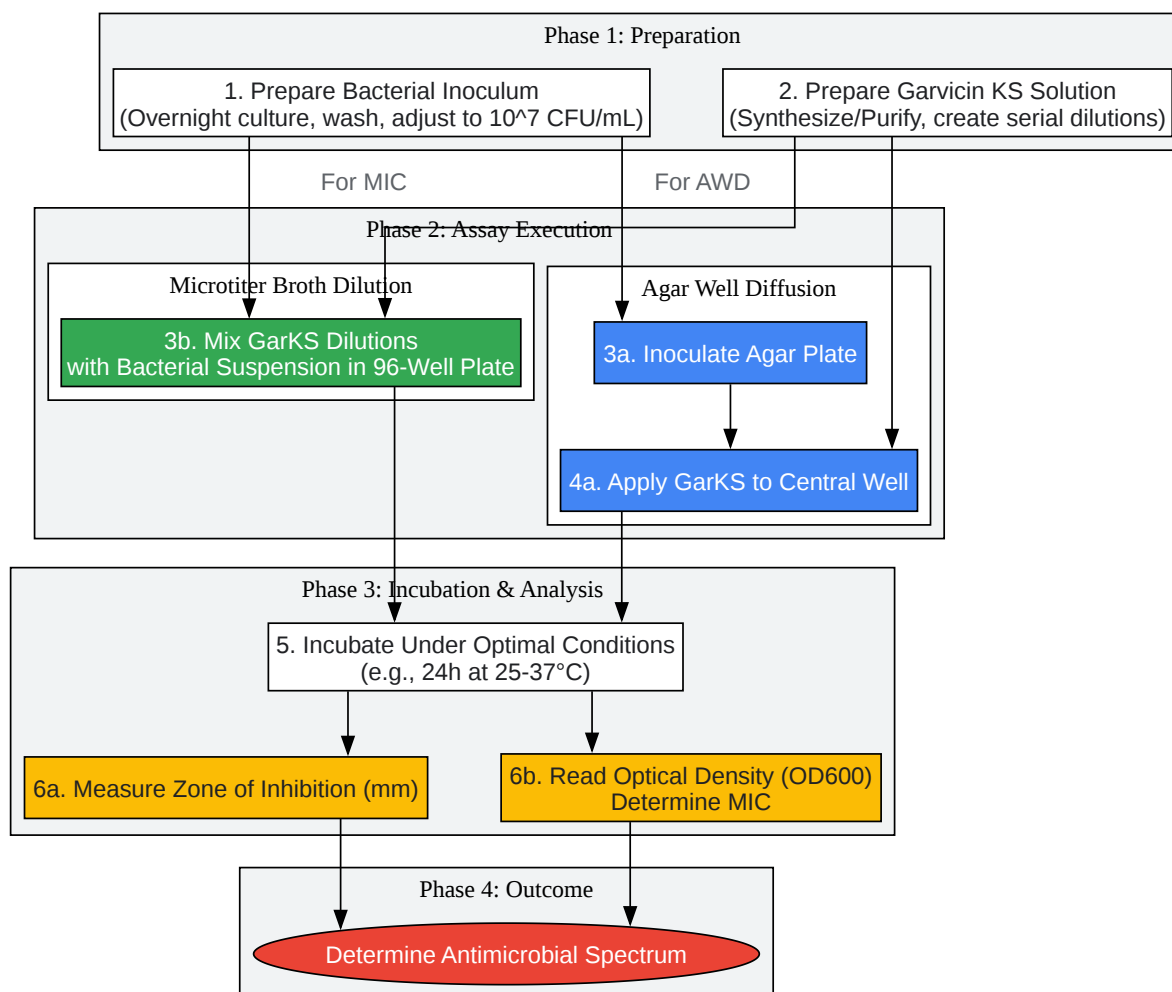 Phase 1: Preparation
1. Prepare Bacterial Inoculum
(Overnight culture, wash, adjust to 10^7 CFU/mL)
2. Prepare Garvicin KS Solution
(Synthesize/Purify, create serial dilutions)
For MIC
For AWD
Phase 2: Assay Execution
Microtiter Broth Dilution
3b. Mix GarKS Dilutions
with Bacterial Suspension in 96-Well Plate
Agar Well Diffusion
3a. Inoculate Agar Plate
4a. Apply GarKS to Central Well
Phase 3: Incubation & Analysis
5. Incubate Under Optimal Conditions
(e.g., 24h at 25-37°C)
6a. Measure Zone of Inhibition (mm)
6b. Read Optical Density (OD600)
Determine MIC
Phase 4: Outcome
Determine Antimicrobial Spectrum